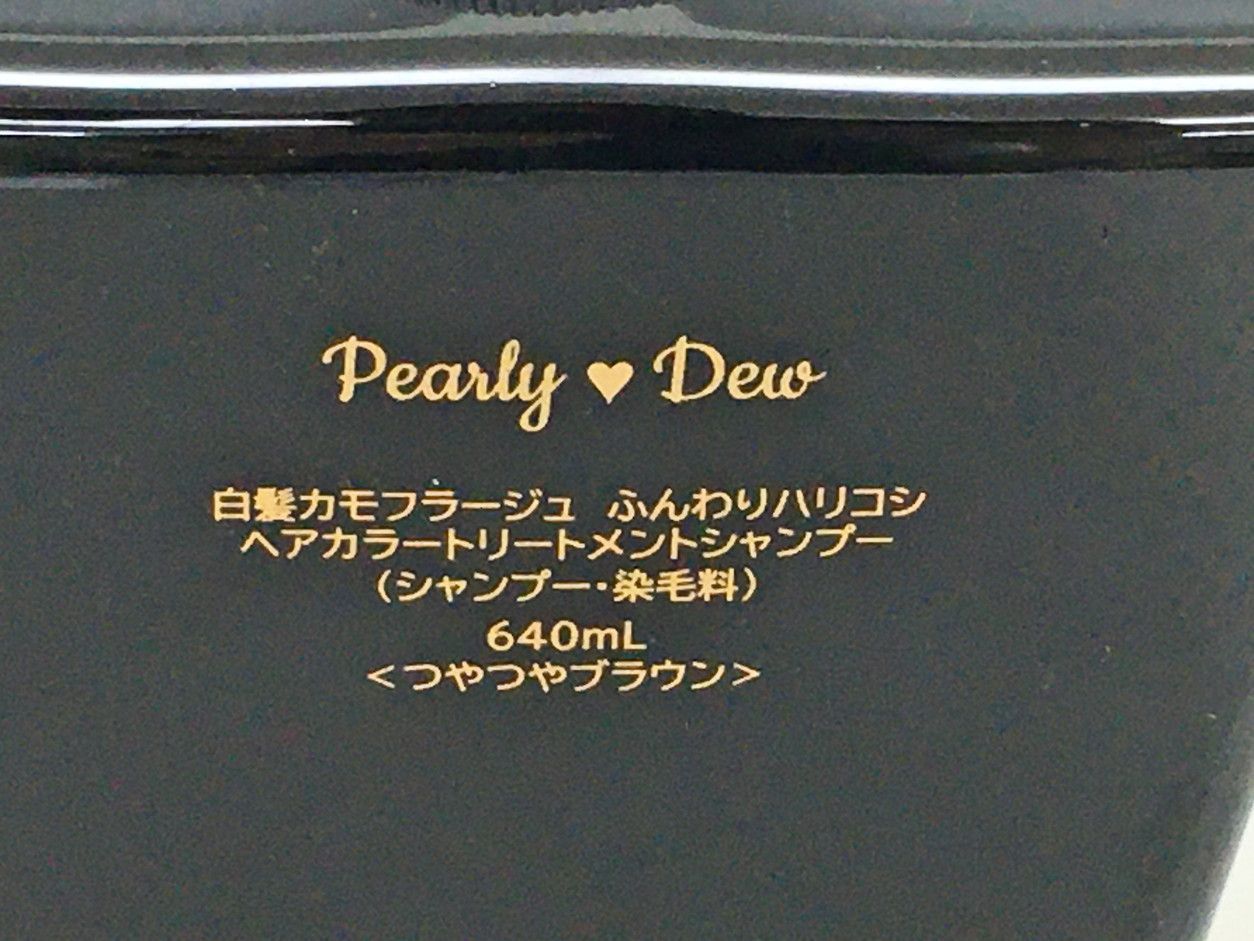 Pearly ♥ Dew
白髪カモフラージュ ふんわりハリコシ
ヘアカラートリートメントシャンプー
(シャンプー・染毛料)
640mL
<つやつやブラウン>